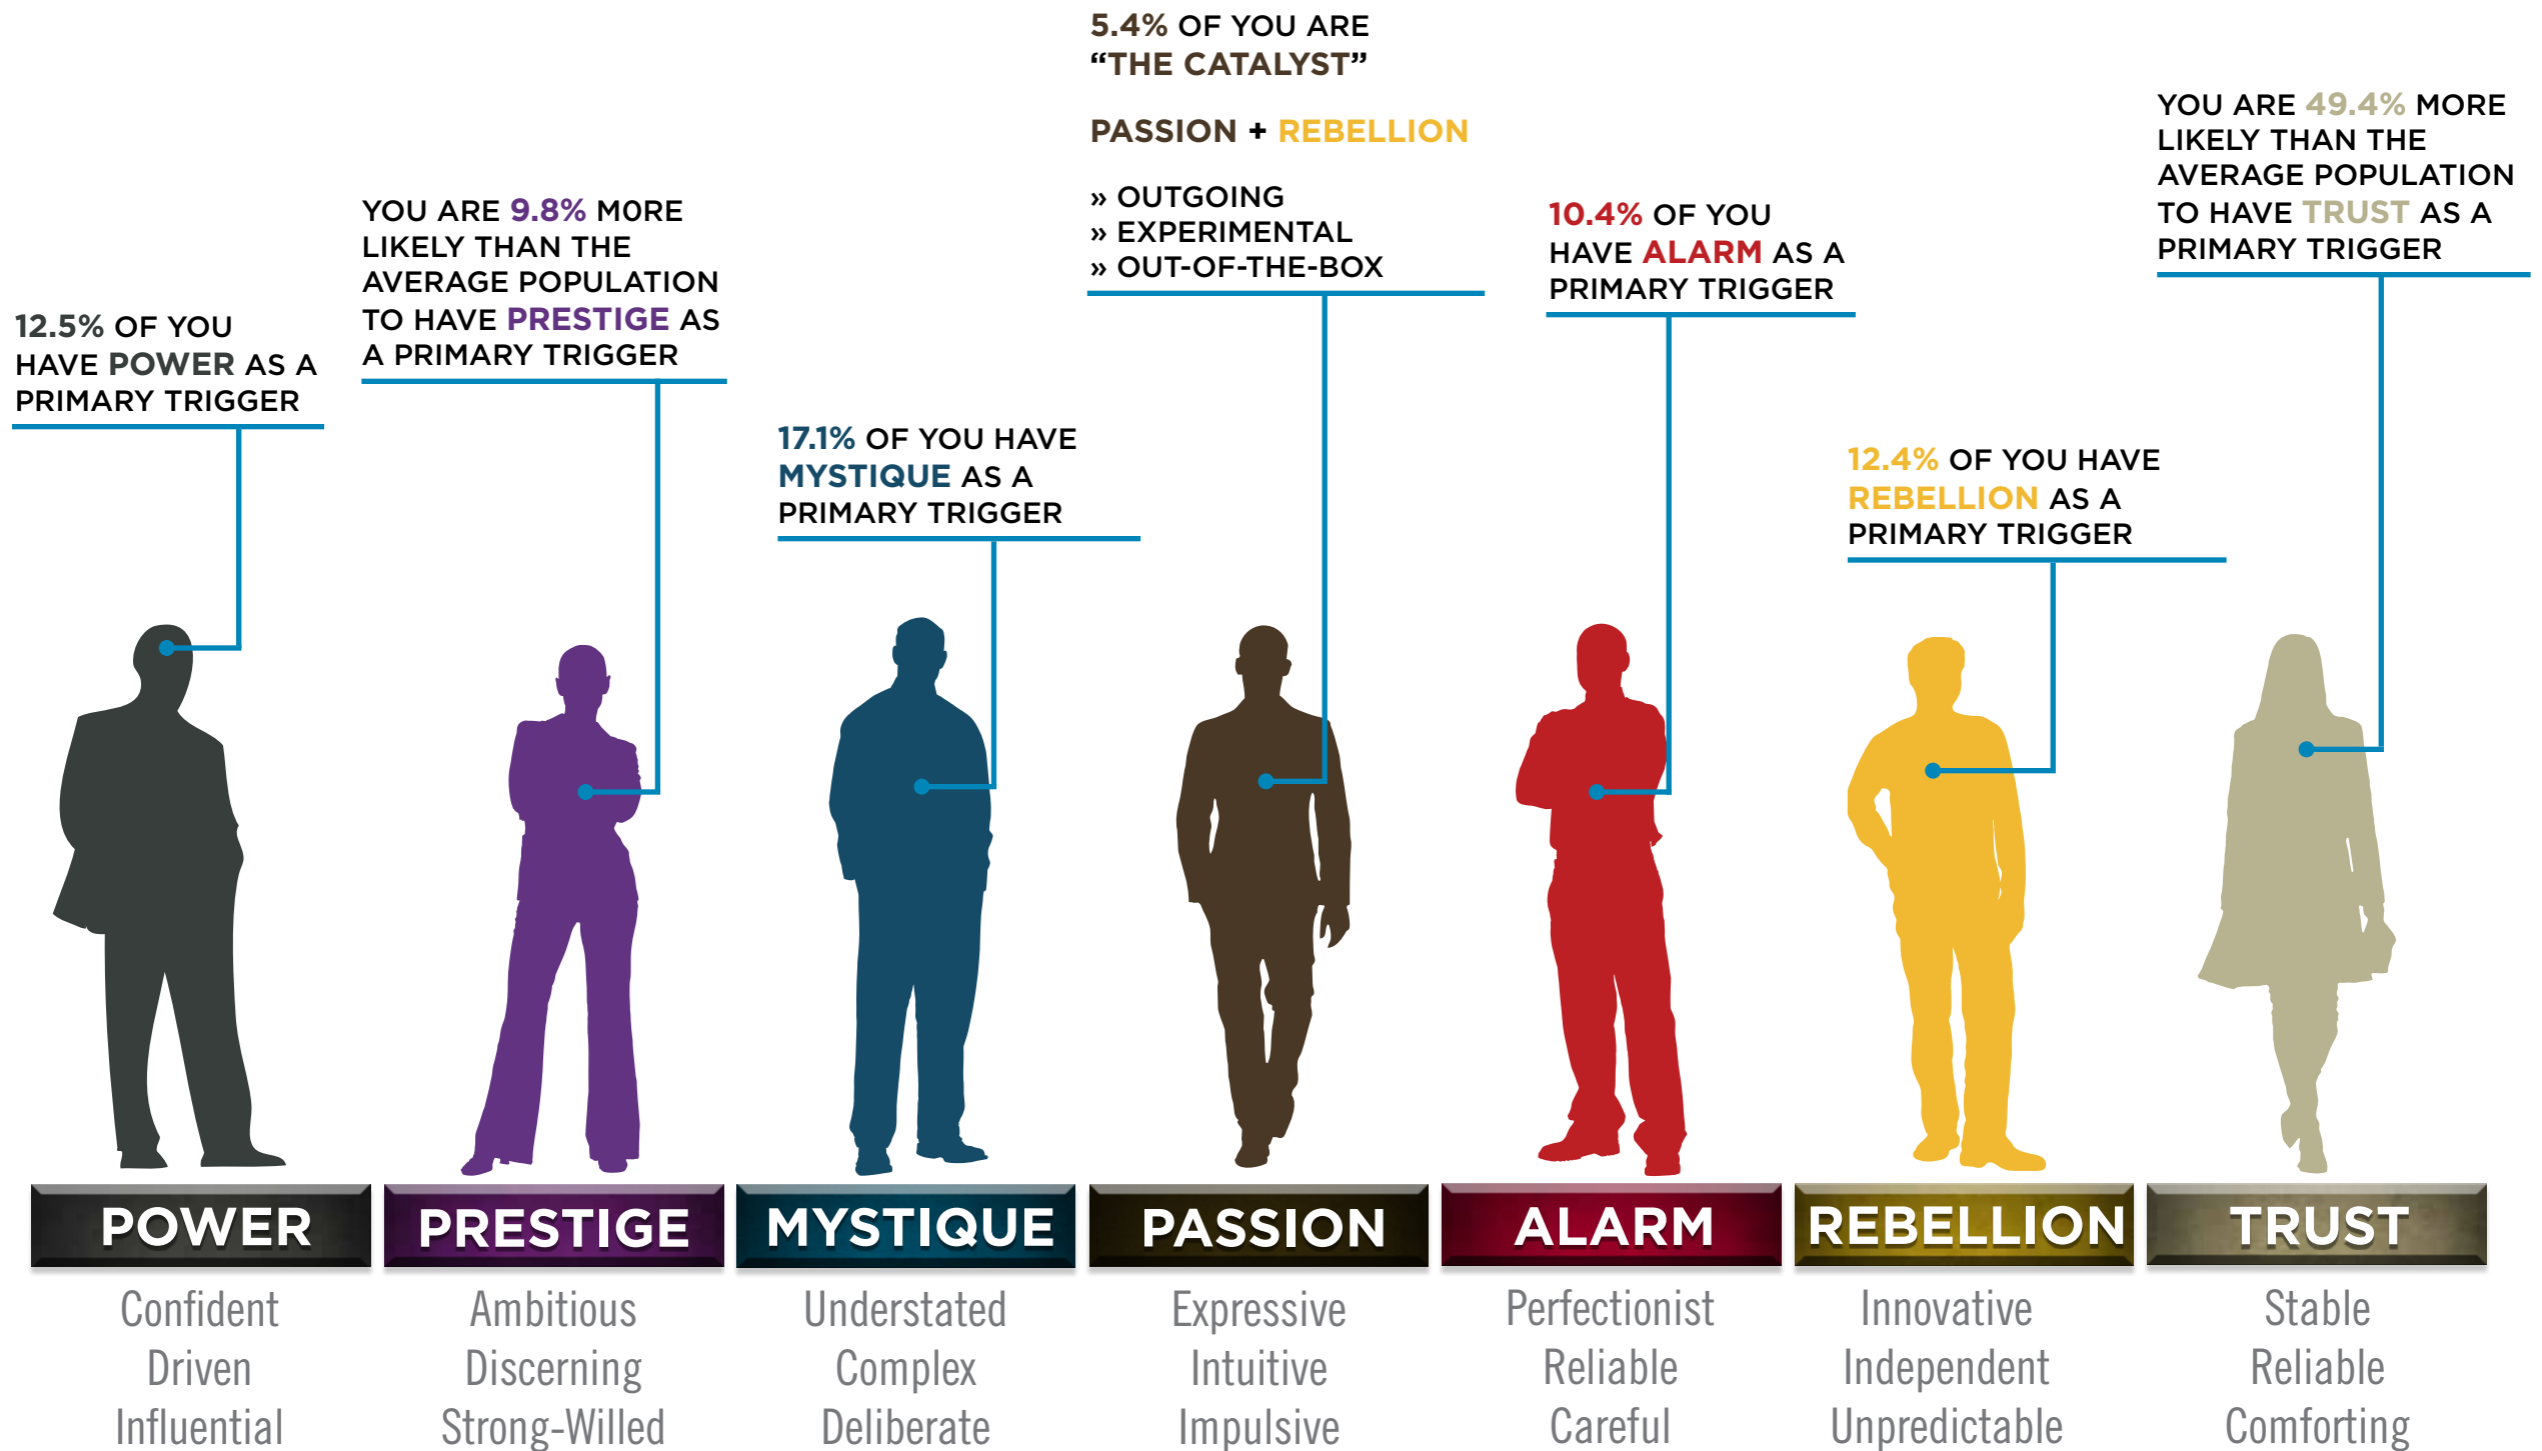 12.5% OF YOU
HAVE POWER AS A
PRIMARY TRIGGER
YOU ARE 9.8% MORE
LIKELY THAN THE
AVERAGE POPULATION
TO HAVE PRESTIGE AS
A PRIMARY TRIGGER
17.1% OF YOU HAVE
MYSTIQUE AS A
PRIMARY TRIGGER
5.4% OF YOU ARE
“THE CATALYST”
PASSION + REBELLION
» OUTGOING
» EXPERIMENTAL
» OUT-OF-THE-BOX
10.4% OF YOU
HAVE ALARM AS A
PRIMARY TRIGGER
12.4% OF YOU HAVE
REBELLION AS A
PRIMARY TRIGGER
YOU ARE 49.4% MORE
LIKELY THAN THE
AVERAGE POPULATION
TO HAVE TRUST AS A
PRIMARY TRIGGER
POWER
Confident
Driven
Influential
PRESTIGE
Ambitious
Discerning
Strong-Willed
MYSTIQUE
Understated
Complex
Deliberate
PASSION
Expressive
Intuitive
Impulsive
ALARM
Perfectionist
Reliable
Careful
REBELLION
Innovative
Independent
Unpredictable
TRUST
Stable
Reliable
Comforting